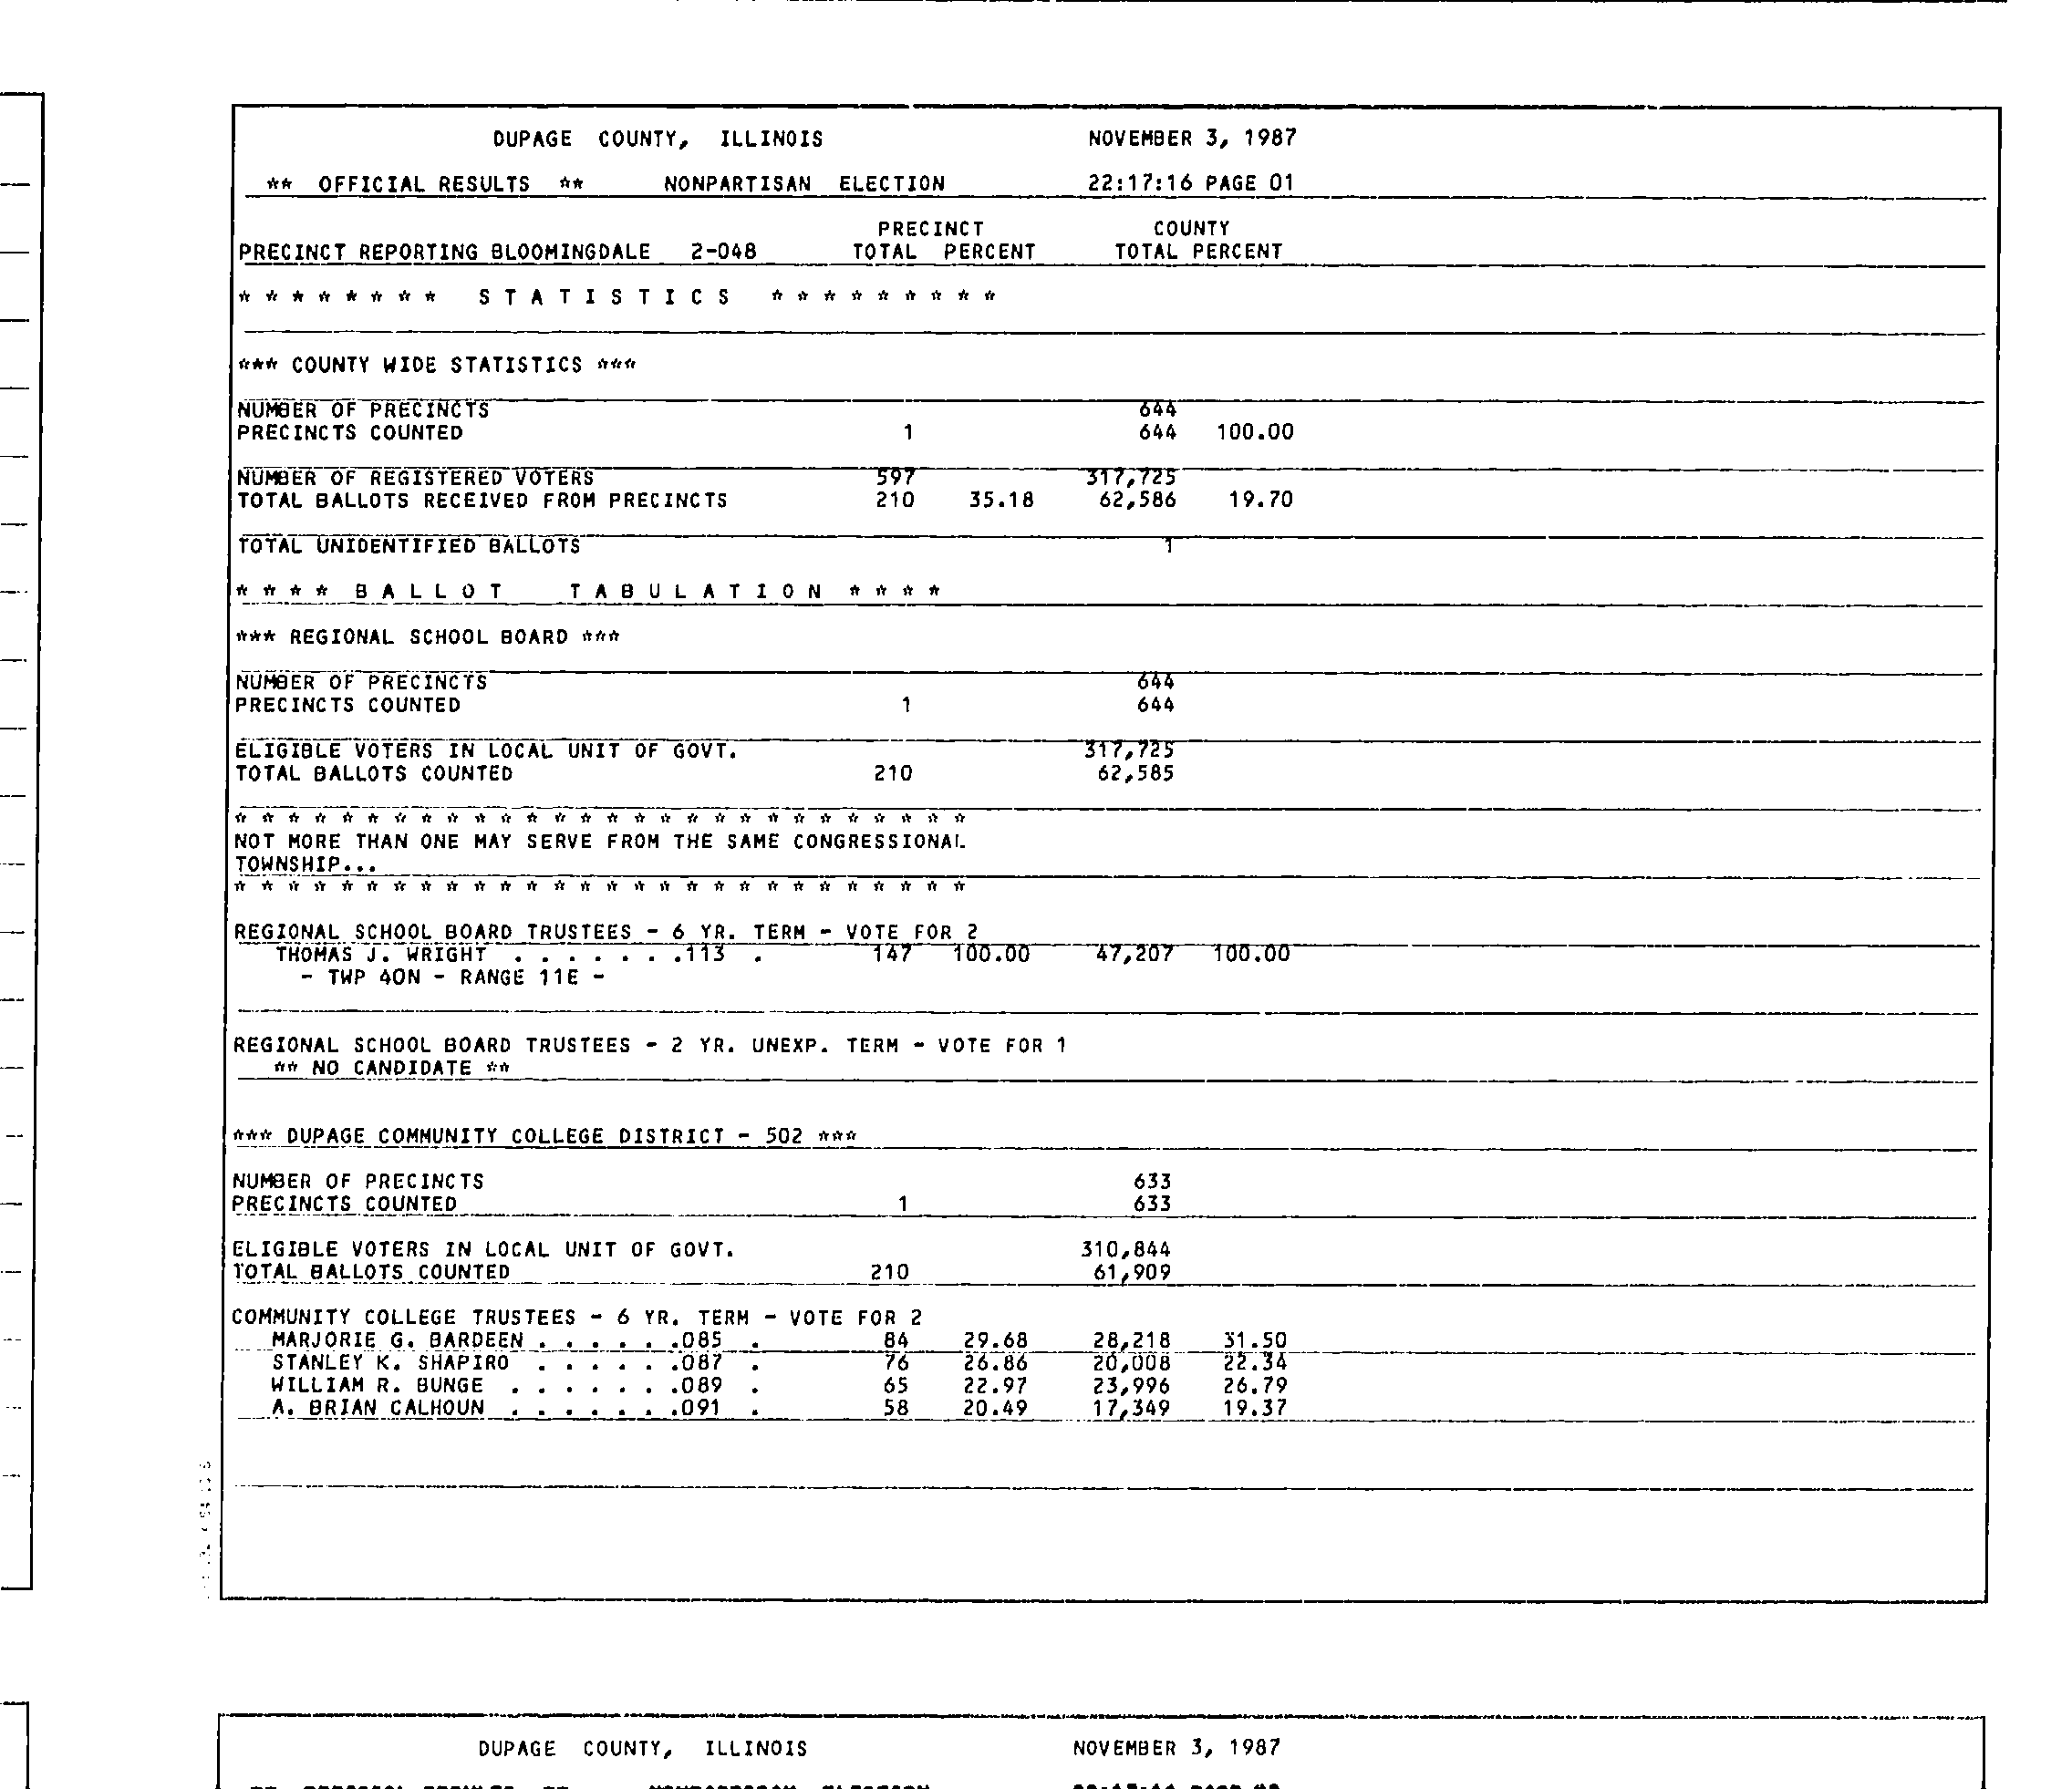 DUPAGE COUNTY, ILLINOIS NOVEMBER 3, 1987
** OFFICIAL RESULTS ** NONPARTISAN ELECTION 22:17:16 PAGE 01
PRECINCT COUNTY
PRECINCT REPORTING BLOOMINGDALE 2-048 TOTAL PERCENT TOTAL PERCENT
* * * * * * * * S T A T I S T I C S * * * * * * * * *
*** COUNTY WIDE STATISTICS ***
NUMBER OF PRECINCTS 644
PRECINCTS COUNTED 1 644 100.00
NUMBER OF REGISTERED VOTERS 597 317,725
TOTAL BALLOTS RECEIVED FROM PRECINCTS 210 35.18 62,586 19.70
TOTAL UNIDENTIFIED BALLOTS 1
* * * * B A L L O T T A B U L A T I O N * * * *
*** REGIONAL SCHOOL BOARD ***
NUMBER OF PRECINCTS 644
PRECINCTS COUNTED 1 644
ELIGIBLE VOTERS IN LOCAL UNIT OF GOVT. 317,725
TOTAL BALLOTS COUNTED 210 62,585
* * * * * * * * * * * * * * * * * * * * * * * * * * * *
NOT MORE THAN ONE MAY SERVE FROM THE SAME CONGRESSIONAL
TOWNSHIP...
* * * * * * * * * * * * * * * * * * * * * * * * * * * *
REGIONAL SCHOOL BOARD TRUSTEES - 6 YR. TERM - VOTE FOR 2
THOMAS J. WRIGHT . . . . . . .113 . 147 100.00 47,207 100.00
- TWP 40N - RANGE 11E -
REGIONAL SCHOOL BOARD TRUSTEES - 2 YR. UNEXP. TERM - VOTE FOR 1
** NO CANDIDATE **
*** DUPAGE COMMUNITY COLLEGE DISTRICT - 502 ***
NUMBER OF PRECINCTS 633
PRECINCTS COUNTED 1 633
ELIGIBLE VOTERS IN LOCAL UNIT OF GOVT. 310,844
TOTAL BALLOTS COUNTED 210 61,909
COMMUNITY COLLEGE TRUSTEES - 6 YR. TERM - VOTE FOR 2
MARJORIE G. BARDEEN . . . . . .085 . 84 29.68 28,218 31.50
STANLEY K. SHAPIRO . . . . . .087 . 76 26.86 20,008 22.34
WILLIAM R. BUNGE . . . . . . .089 . 65 22.97 23,996 26.79
A. BRIAN CALHOUN . . . . . . .091 . 58 20.49 17,349 19.37
DUPAGE COUNTY, ILLINOIS NOVEMBER 3, 1987